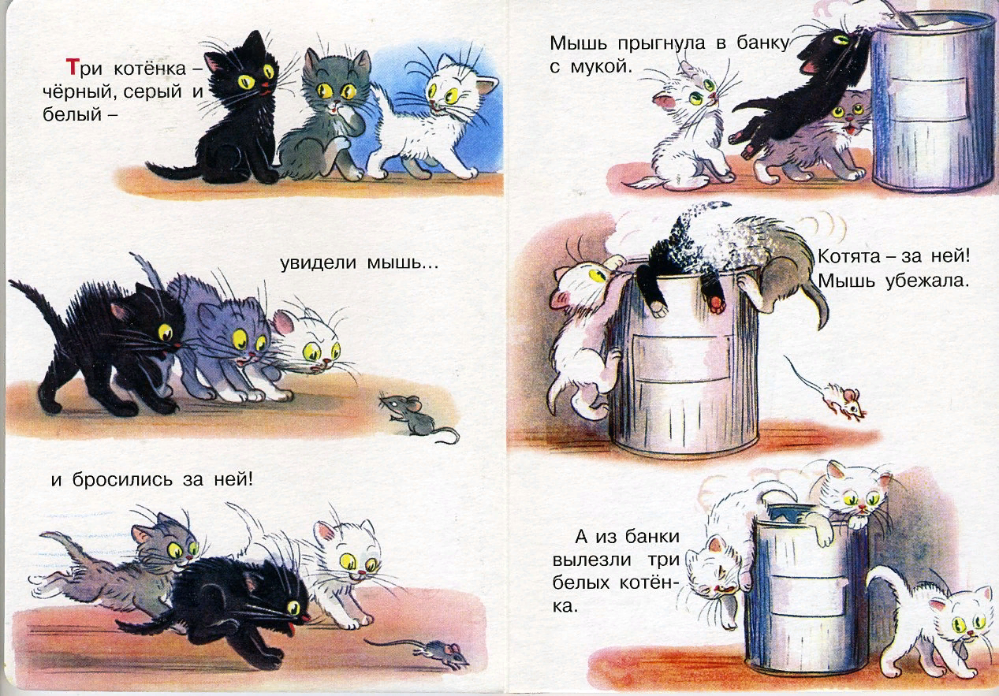 Три котёнка –
чёрный, серый и
белый –
увидели мышь...
и бросились за ней!
Мышь прыгнула в банку
с мукой.
Котята – за ней!
Мышь убежала.
А из банки
вылезли три
белых котён-
ка.